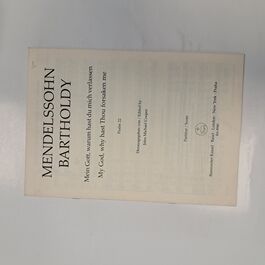 MENDELSSOHN
BARTHOLDY
Mein Gott, warum hast du mich verlassen
My God, why hast Thou forsaken me
Psalm 22
Herausgegeben von / Edited by
John Michael Cooper
Partitur / Score
Bärenreiter Kassel · Basel · London · New York · Praha